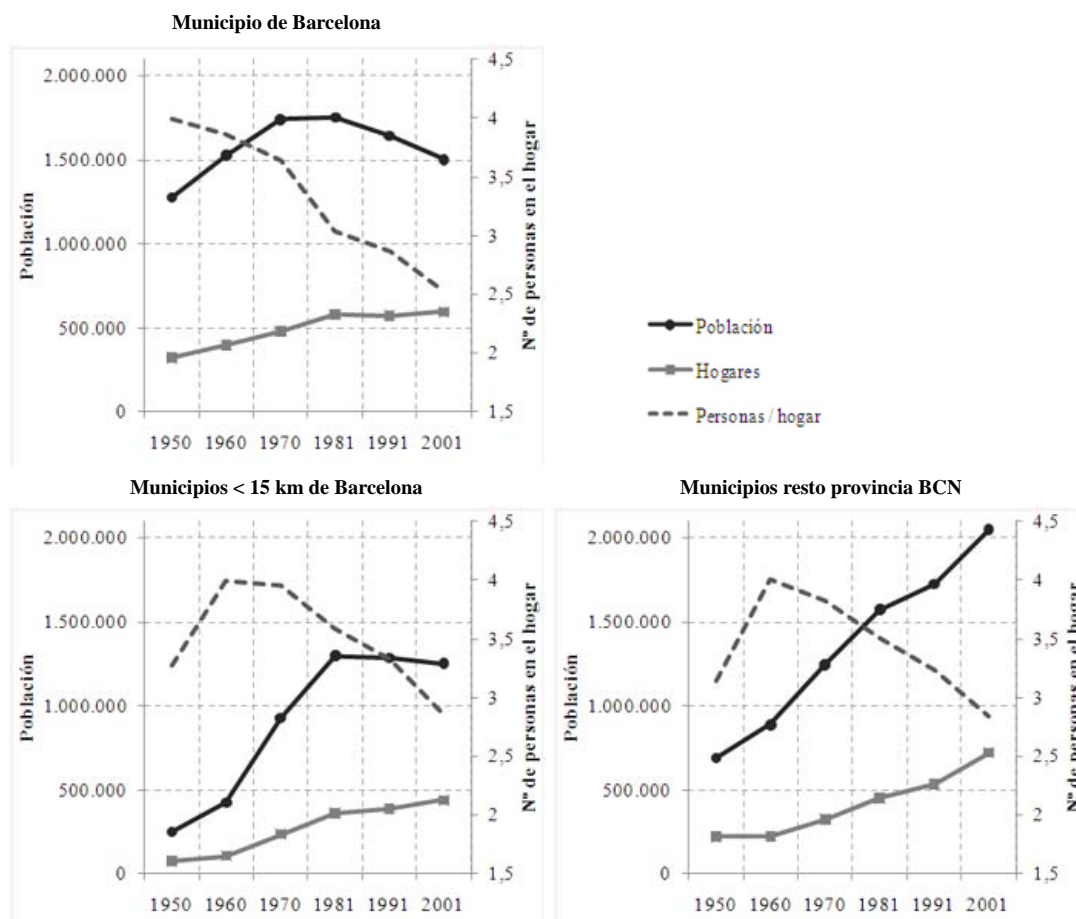 Municipio de Barcelona
4,5
2.000.000
4
1.500.000
3,5
Población
1.000.000
3
2,5
500.000
2
0
1,5
Nº de personas en el hogar
1950 1960 1970 1981 1991 2001
Población
Hogares
Personas / hogar
Municipios < 15 km de Barcelona
4,5
2.000.000
4
1.500.000
3,5
Población
1.000.000
3
2,5
500.000
2
0
1,5
Nº de personas en el hogar
1950 1960 1970 1981 1991 2001
Municipios resto provincia BCN
4,5
2.000.000
4
1.500.000
3,5
Población
1.000.000
3
2,5
500.000
2
0
1,5
Nº de personas en el hogar
1950 1960 1970 1981 1991 2001